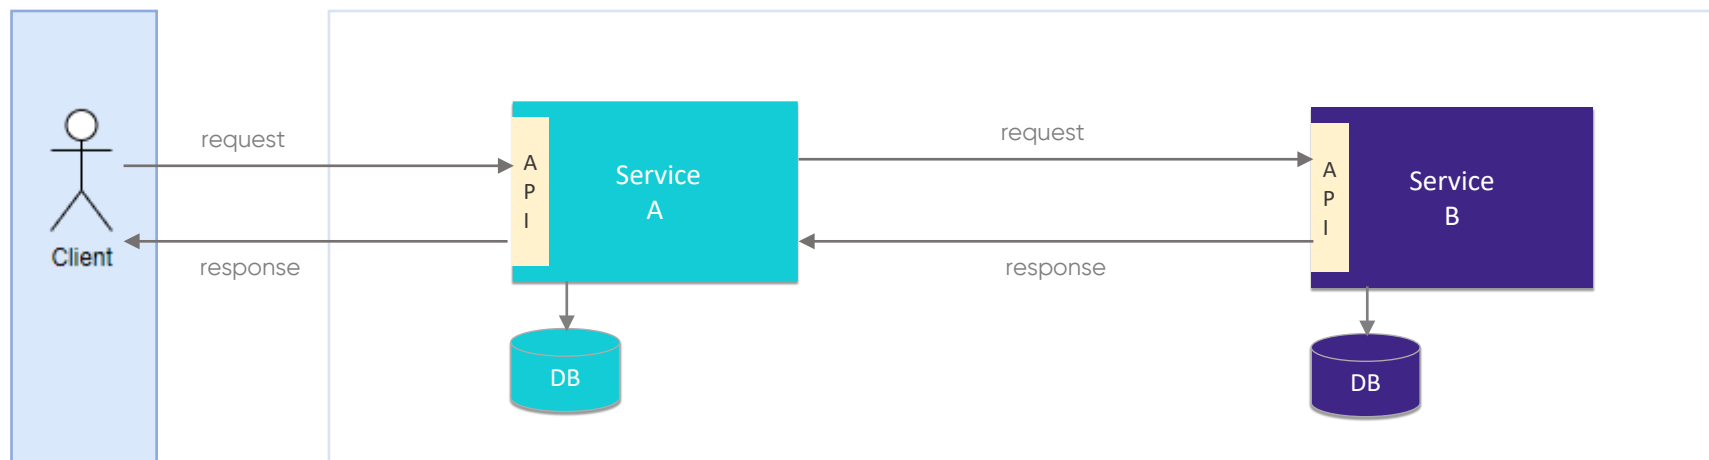 Client
request
response
A
P
I
Service
A
DB
request
response
A
P
I
Service
B
DB